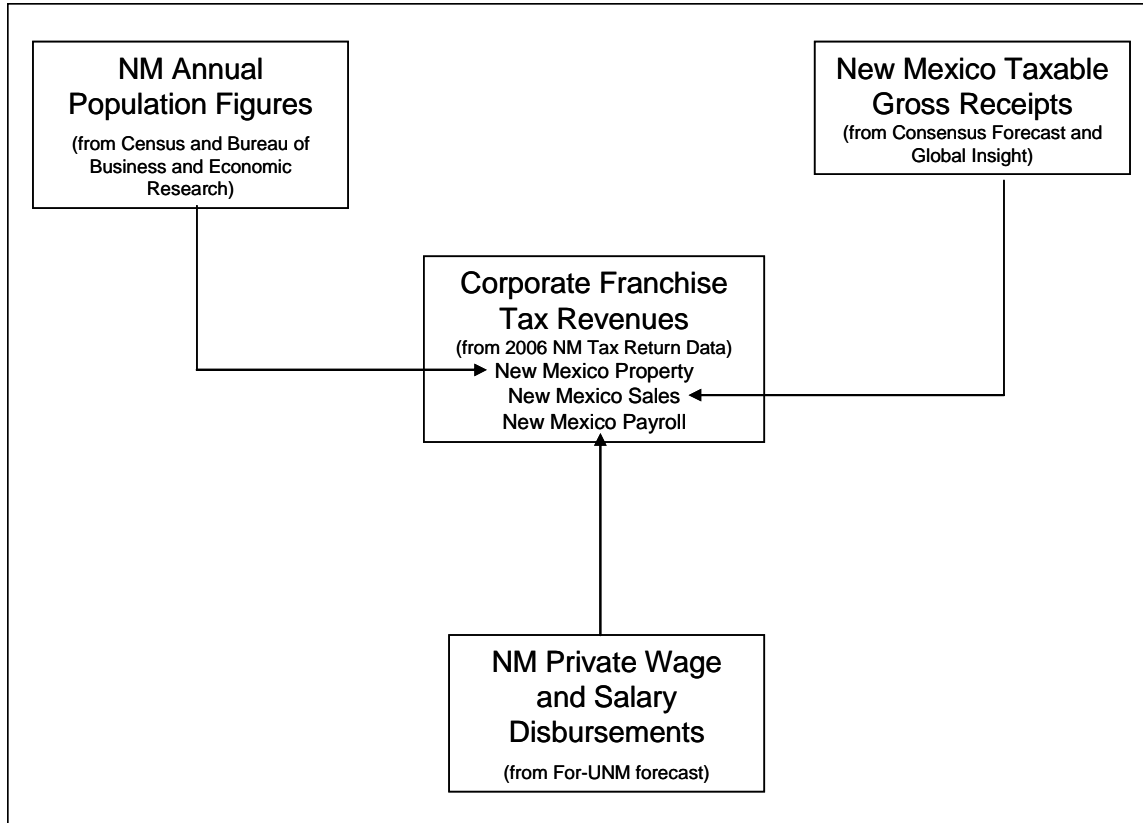 NM Annual
Population Figures
(from Census and Bureau of
Business and Economic
Research)
New Mexico Taxable
Gross Receipts
(from Consensus Forecast and
Global Insight)
Corporate Franchise
Tax Revenues
(from 2006 NM Tax Return Data)
New Mexico Property
New Mexico Sales
New Mexico Payroll
NM Private Wage
and Salary
Disbursements
(from For-UNM forecast)